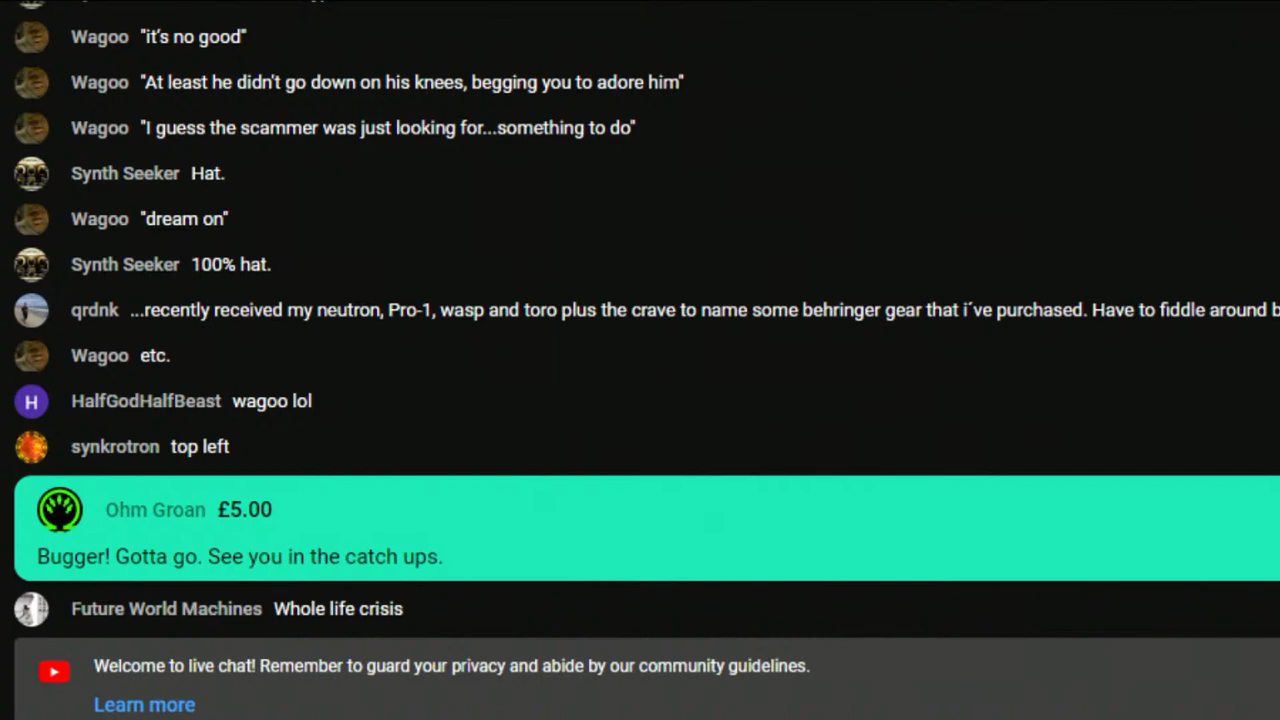 Wagoo "it's no good"
Wagoo "At least he didn't go down on his knees, begging you to adore him"
Wagoo "I guess the scammer was just looking for...something to do"
Synth Seeker Hat.
Wagoo "dream on"
Synth Seeker 100% hat.
qrdnk ...recently received my neutron, Pro-1, wasp and toro plus the crave to name some behringer gear that i´ve purchased. Have to fiddle around
Wagoo etc.
H HalfGodHalfBeast wagoo lol
synkrotron top left
Ohm Groan £5.00
Bugger! Gotta go. See you in the catch ups.
Future World Machines Whole life crisis
Welcome to live chat! Remember to guard your privacy and abide by our community guidelines.
Learn more